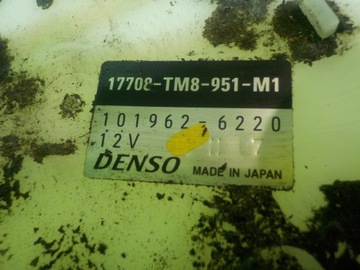 17708-TM8-951-M1
101962-6220
12V
DENSO MADE IN JAPAN